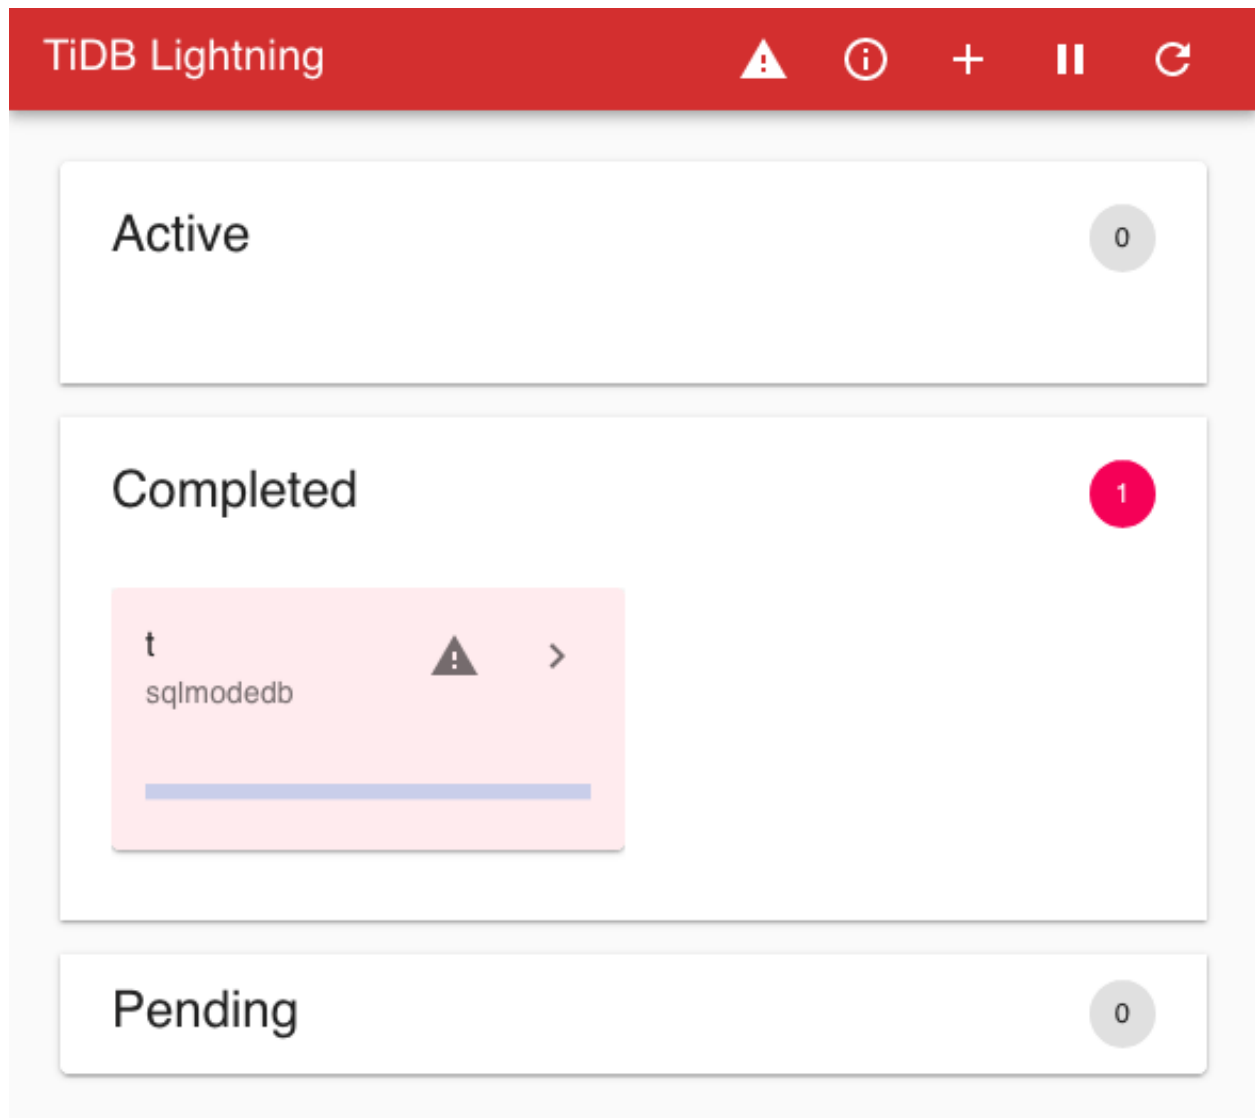 TiDB Lightning
Active
0
Completed
1
t
sqlmodedb
Pending
0